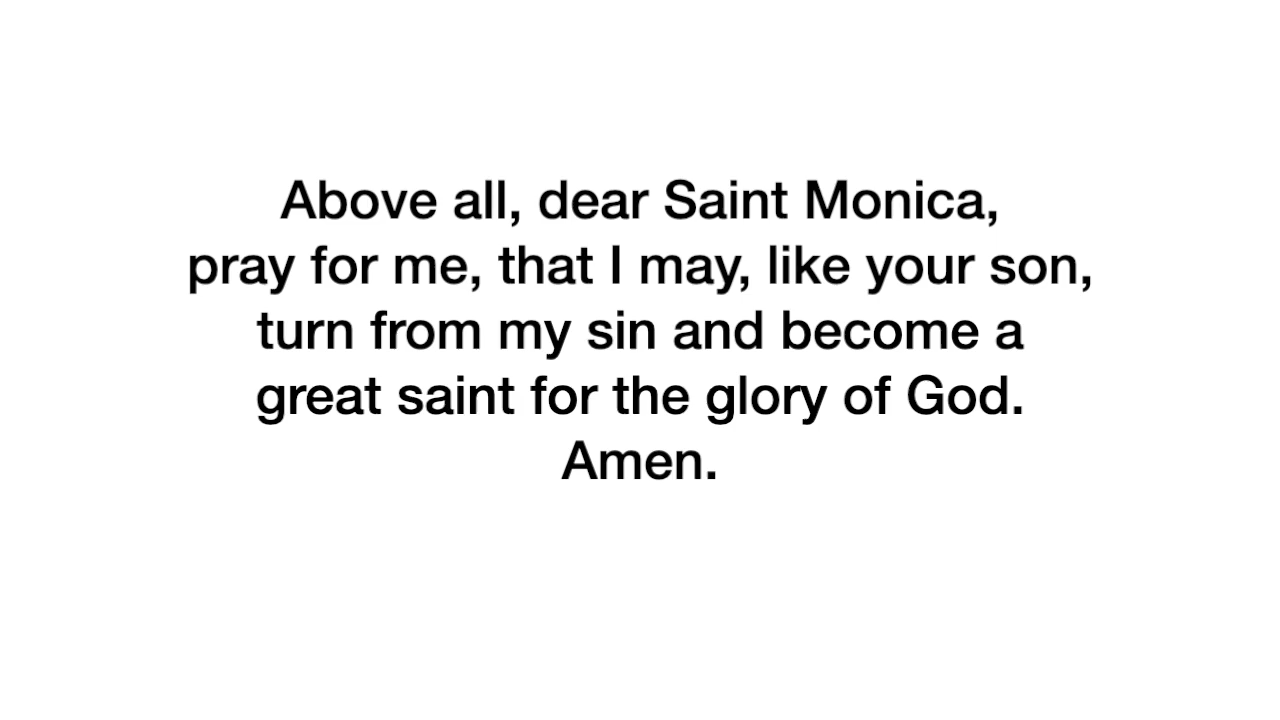 Above all, dear Saint Monica,
pray for me, that I may, like your son,
turn from my sin and become a
great saint for the glory of God.
Amen.